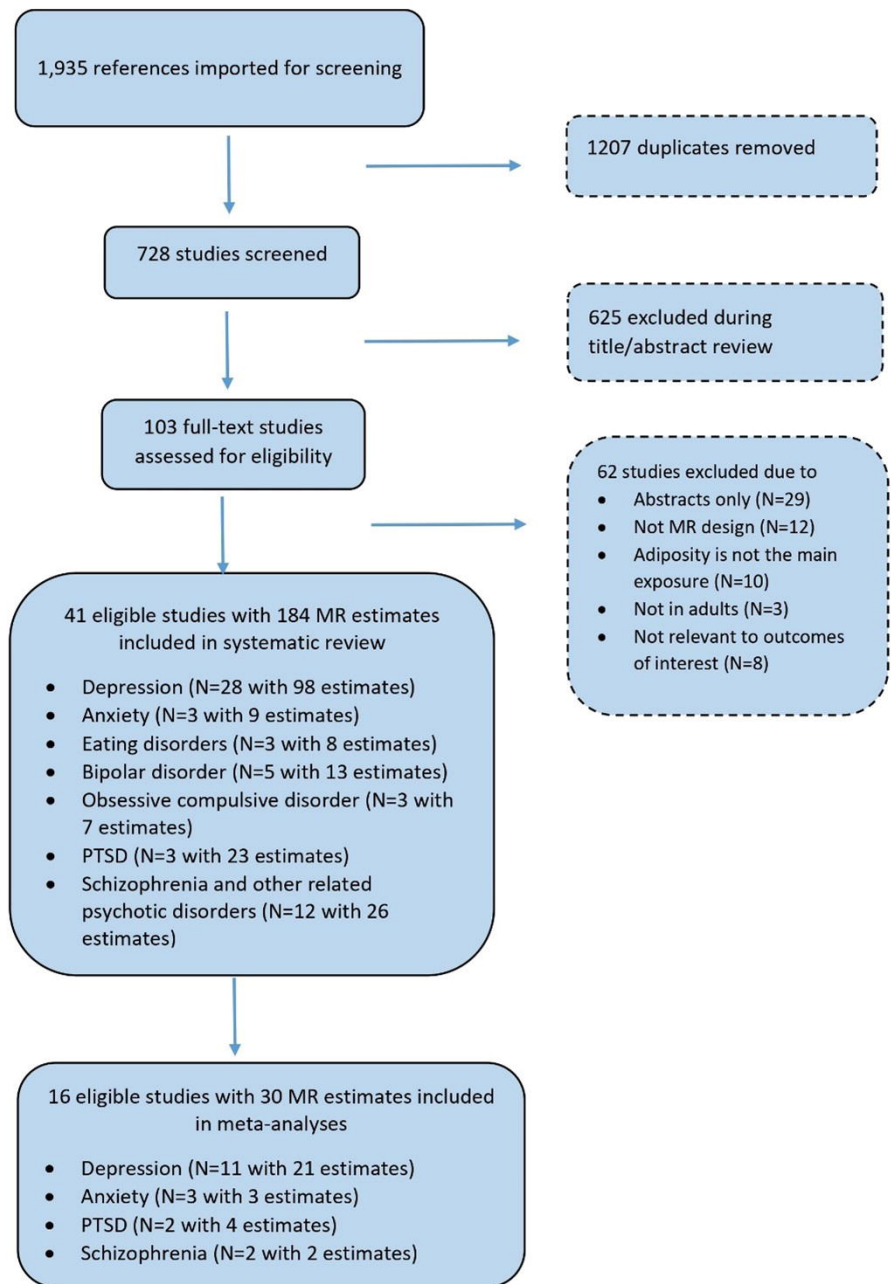 1,935 references imported for screening
1207 duplicates removed
728 studies screened
625 excluded during
title/abstract review
103 full-text studies
assessed for eligibility
62 studies excluded due to
• Abstracts only (N=29)
• Not MR design (N=12)
• Adiposity is not the main
exposure (N=10)
• Not in adults (N=3)
• Not relevant to outcomes
of interest (N=8)
41 eligible studies with 184 MR estimates
included in systematic review
• Depression (N=28 with 98 estimates)
• Anxiety (N=3 with 9 estimates)
• Eating disorders (N=3 with 8 estimates)
• Bipolar disorder (N=5 with 13 estimates)
• Obsessive compulsive disorder (N=3 with
7 estimates)
• PTSD (N=3 with 23 estimates)
• Schizophrenia and other related
psychotic disorders (N=12 with 26
estimates)
16 eligible studies with 30 MR estimates included
in meta-analyses
• Depression (N=11 with 21 estimates)
• Anxiety (N=3 with 3 estimates)
• PTSD (N=2 with 4 estimates)
• Schizophrenia (N=2 with 2 estimates)